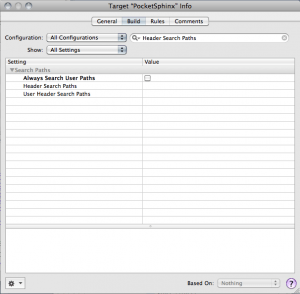 Target "PocketSphinx" Info
General Build Rules Comments
Configuration: All Configurations Header Search Paths
Show: All Settings
Setting Value
Search Paths
Always Search User Paths
Header Search Paths
User Header Search Paths
Based On: Nothing ?